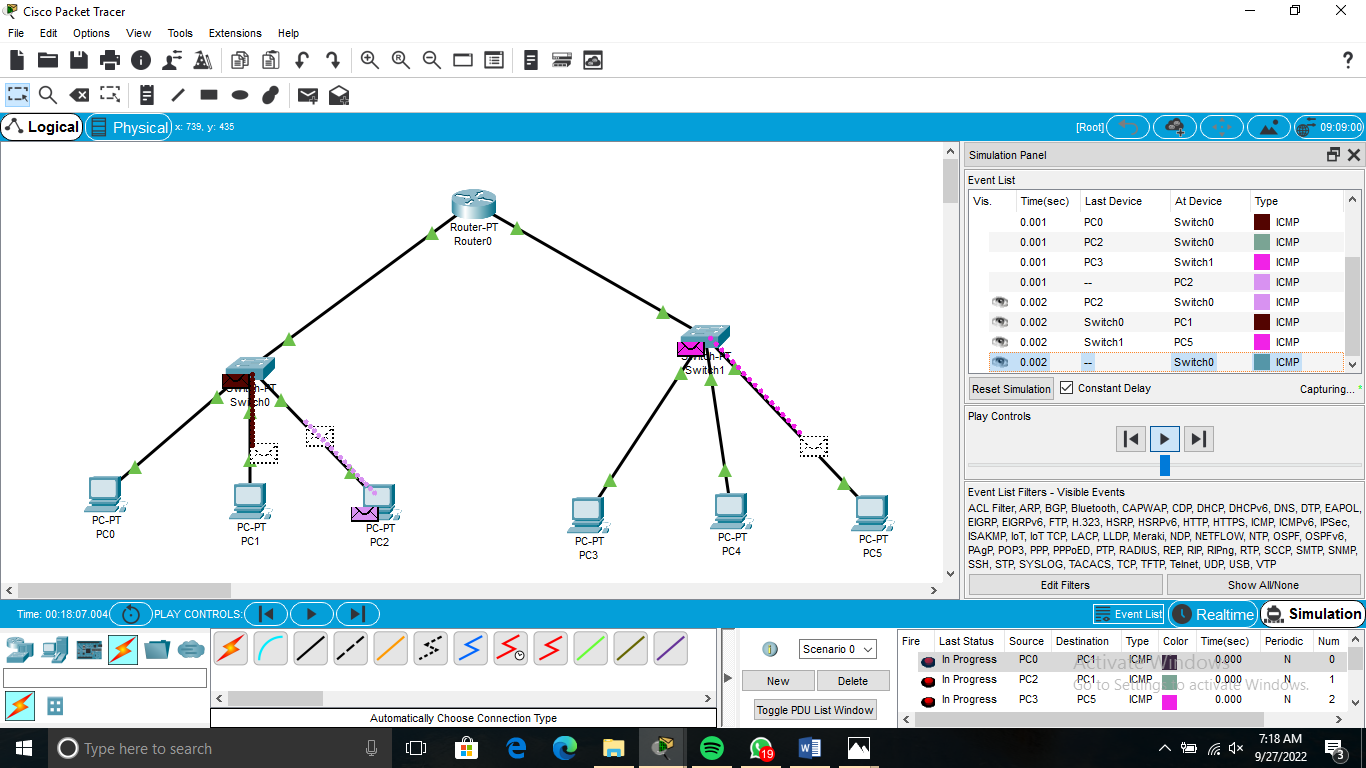 Cisco Packet Tracer
File Edit Options View Tools Extensions Help
?
Logical Physical x: 739, y: 435 [Root] 09:09:00
Router-PT
Router0
Switch-PT
Switch0
Switch-PT
Switch1
PC-PT
PC0
PC-PT
PC1
PC-PT
PC2
PC-PT
PC3
PC-PT
PC4
PC-PT
PC5
Simulation Panel
Event List
Vis. Time(sec) Last Device At Device Type
0.001 PC0 Switch0 ICMP
0.001 PC2 Switch0 ICMP
0.001 PC3 Switch1 ICMP
0.001 -- PC2 ICMP
0.002 PC2 Switch0 ICMP
0.002 Switch0 PC1 ICMP
0.002 Switch1 PC5 ICMP
0.002 -- Switch0 ICMP
Reset Simulation Constant Delay Capturing... *
Play Controls
Event List Filters - Visible Events
ACL Filter, ARP, BGP, Bluetooth, CAPWAP, CDP, DHCP, DHCPv6, DNS, DTP, EAPOL,
EIGRP, EIGRPv6, FTP, H.323, HSRP, HSRPv6, HTTP, HTTPS, ICMP, ICMPv6, IPSec,
ISAKMP, IoT, IoT TCP, LACP, LLDP, Meraki, NDP, NETFLOW, NTP, OSPF, OSPFv6,
PAgP, POP3, PPP, PPPoED, PTP, RADIUS, REP, RIP, RIPng, RTP, SCCP, SMTP, SNMP,
SSH, STP, SYSLOG, TACACS, TCP, TFTP, Telnet, UDP, USB, VTP
Edit Filters Show All/None
Time: 00:18:07.004 PLAY CONTROLS: Event List Realtime Simulation
Automatically Choose Connection Type
Scenario 0
New Delete
Toggle PDU List Window
Fire Last Status Source Destination Type Color Time(sec) Periodic Num
In Progress PC0 PC1 ICMP 0.000 N 0
In Progress PC2 PC1 ICMP 0.000 N 1
In Progress PC3 PC5 ICMP 0.000 N 2
Activate Windows
Go to Settings to activate Windows.
Type here to search
19
7:18 AM
9/27/2022
3